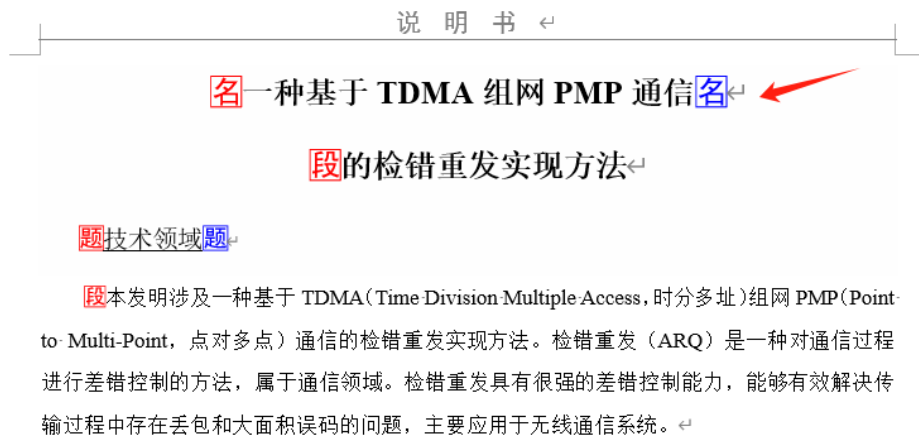 说 明 书
名一种基于 TDMA 组网 PMP 通信名
段的检错重发实现方法
题技术领域题
段本发明涉及一种基于 TDMA（Time Division Multiple Access，时分多址）组网 PMP（Point
to Multi-Point，点对多点）通信的检错重发实现方法。检错重发（ARQ）是一种对通信过程
进行差错控制的方法，属于通信领域。检错重发具有很强的差错控制能力，能够有效解决传
输过程中存在丢包和大面积误码的问题，主要应用于无线通信系统。